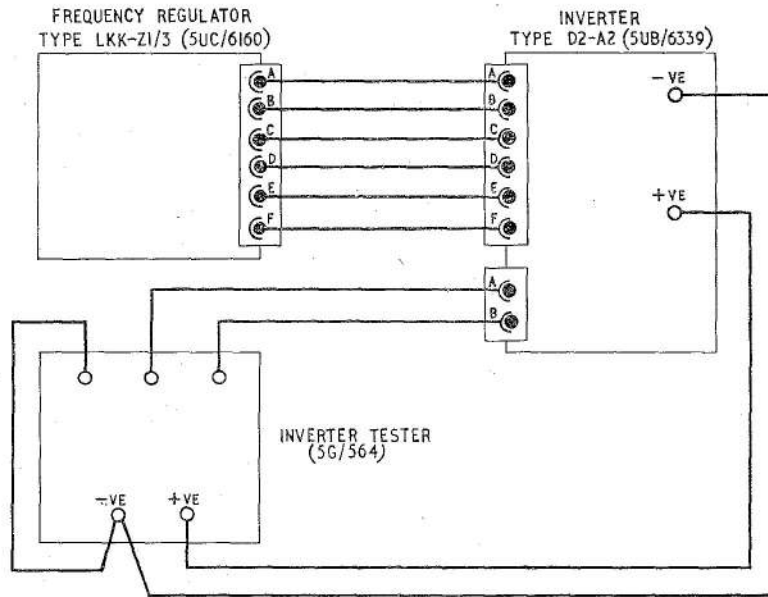 FREQUENCY REGULATOR
TYPE LKK-Z1/3 (5UC/6160)
INVERTER
TYPE D2-A2 (5UB/6339)
A
B
C
D
E
F
A
B
C
D
E
F
- VE
+ VE
A
B
INVERTER TESTER
(5G/564)
- VE
+ VE